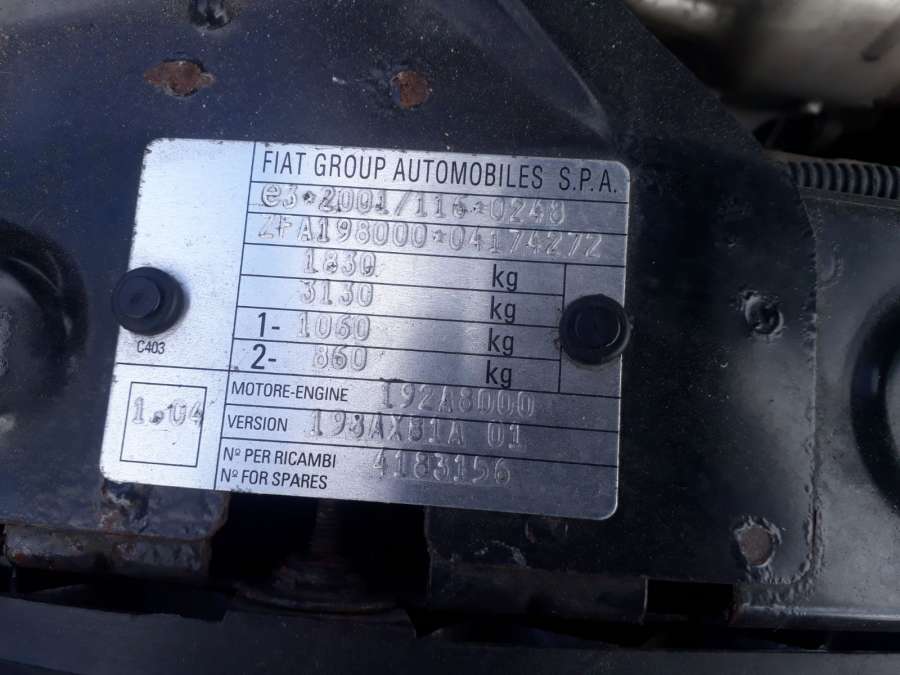 FIAT GROUP AUTOMOBILES S.P.A.
e3*2001/116*0248
ZFA198000*04174272
1830 kg
3130 kg
1- 1060 kg
2- 860 kg
C403
MOTORE-ENGINE 192A8000
1.04
VERSION 198AX81A 01
Nº PER RICAMBI
Nº FOR SPARES 4183156